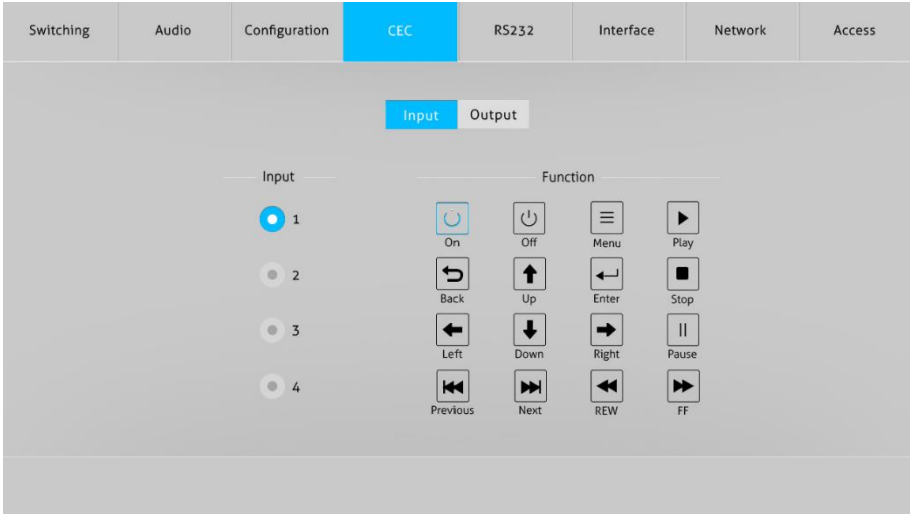 Switching Audio Configuration CEC RS232 Interface Network Access
Input Output
Input Function
1
On Off Menu Play
2
Back Up Enter Stop
3
Left Down Right Pause
4
Previous Next REW FF